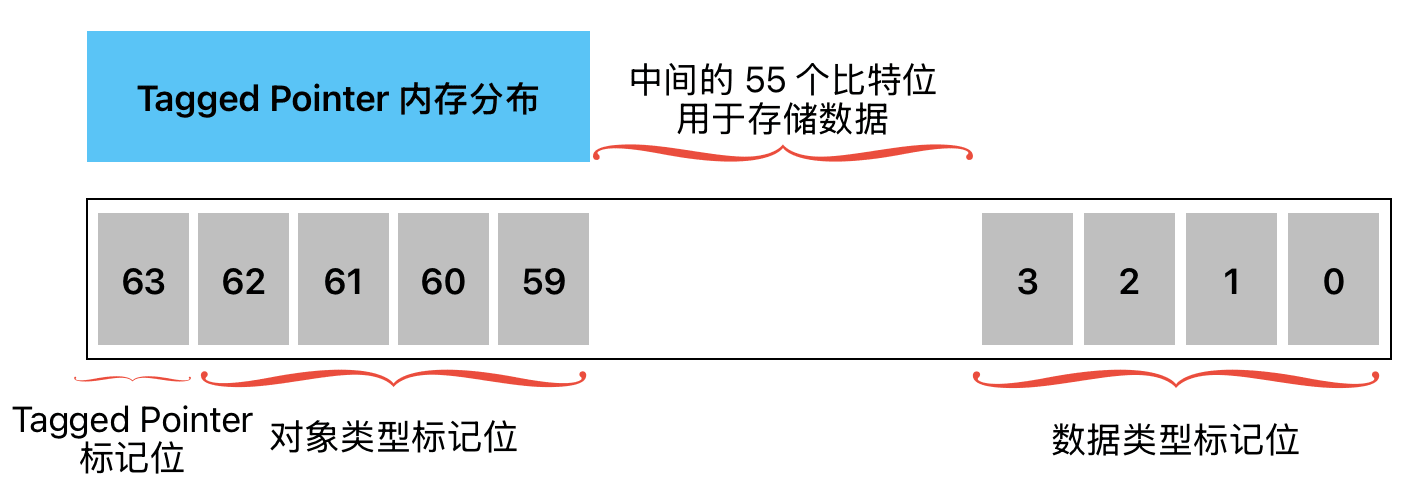 Tagged Pointer 内存分布
中间的 55 个比特位
用于存储数据
63 62 61 60 59 3 2 1 0
Tagged Pointer
标记位
对象类型标记位
数据类型标记位